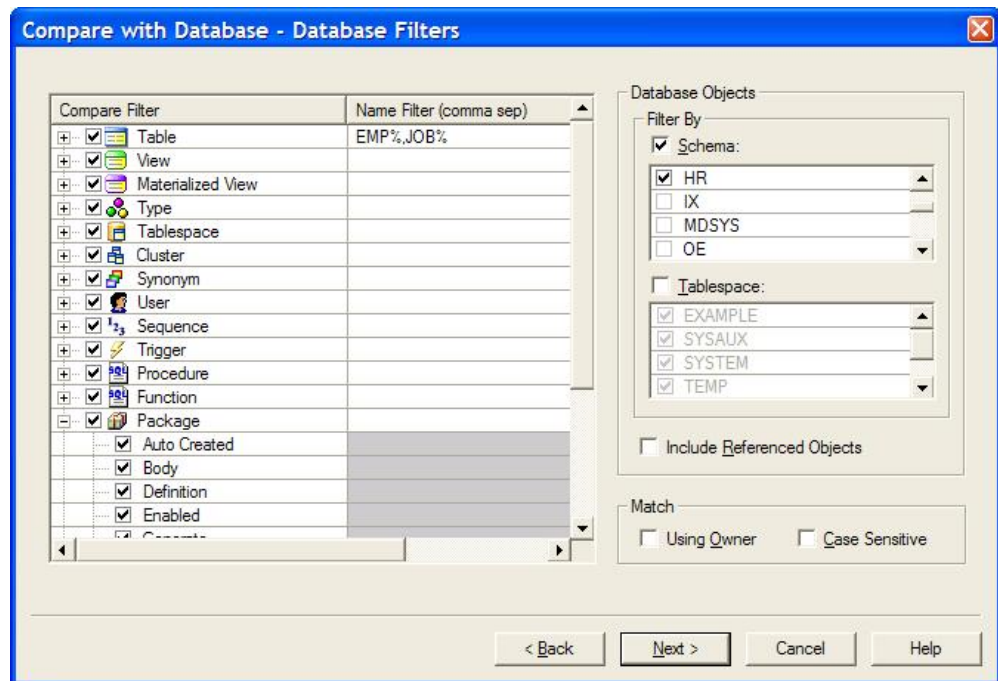 Compare with Database - Database Filters
Compare Filter Name Filter (comma sep)
Table EMP%,JOB%
View
Materialized View
Type
Tablespace
Cluster
Synonym
User
Sequence
Trigger
Procedure
Function
Package
Auto Created
Body
Definition
Enabled
Database Objects
Filter By
Schema:
HR
IX
MDSYS
OE
Tablespace:
EXAMPLE
SYSAUX
SYSTEM
TEMP
Include Referenced Objects
Match
Using Owner Case Sensitive
< Back Next > Cancel Help